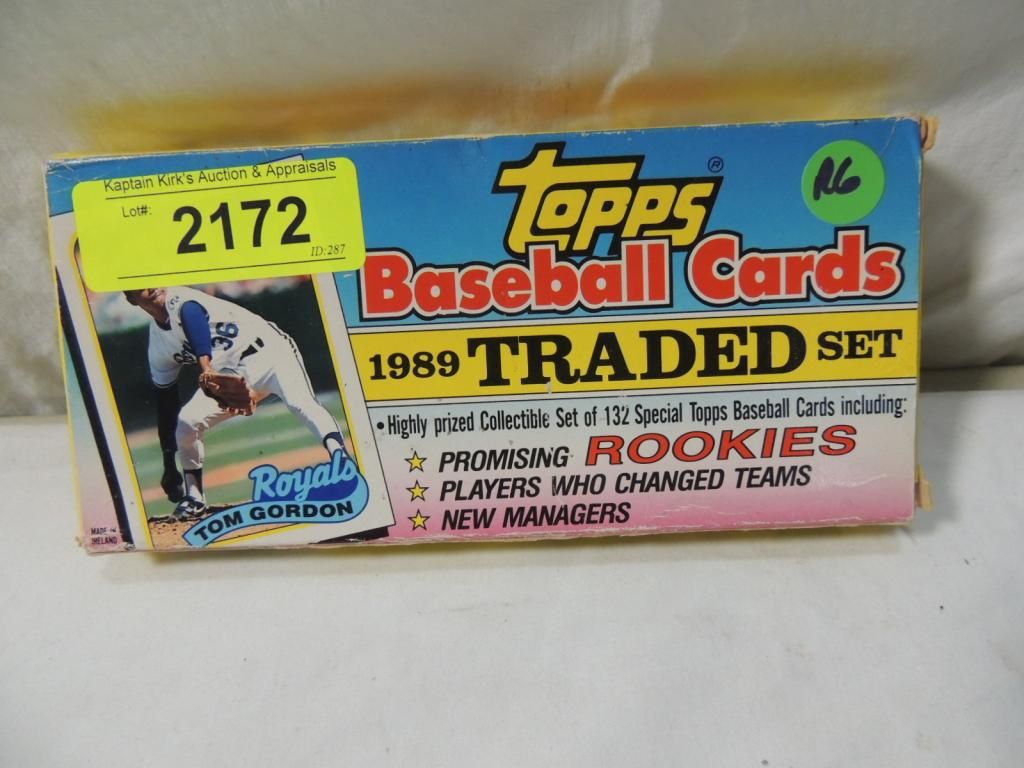 Kaptain Kirk's Auction & Appraisals
Lot#: 2172
ID:287
R6
TOPPS ®
Baseball Cards
1989 TRADED SET
• Highly prized Collectible Set of 132 Special Topps Baseball Cards including:
PROMISING ROOKIES
PLAYERS WHO CHANGED TEAMS
NEW MANAGERS
36
Royals
TOM GORDON
MADE IN
IRELAND